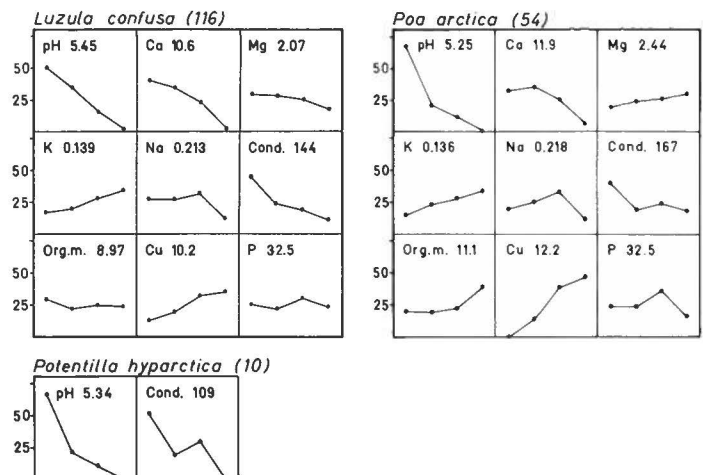 Luzula confusa (116)
pH 5.45 Ca 10.6 Mg 2.07
50
25
K 0.139 Na 0.213 Cond. 144
50
25
Org.m. 8.97 Cu 10.2 P 32.5
50
25
Poa arctica (54)
pH 5.25 Ca 11.9 Mg 2.44
50
25
K 0.136 Na 0.218 Cond. 167
50
25
Org.m. 11.1 Cu 12.2 P 32.5
50
25
Potentilla hyparctica (10)
pH 5.34 Cond. 109
50
25